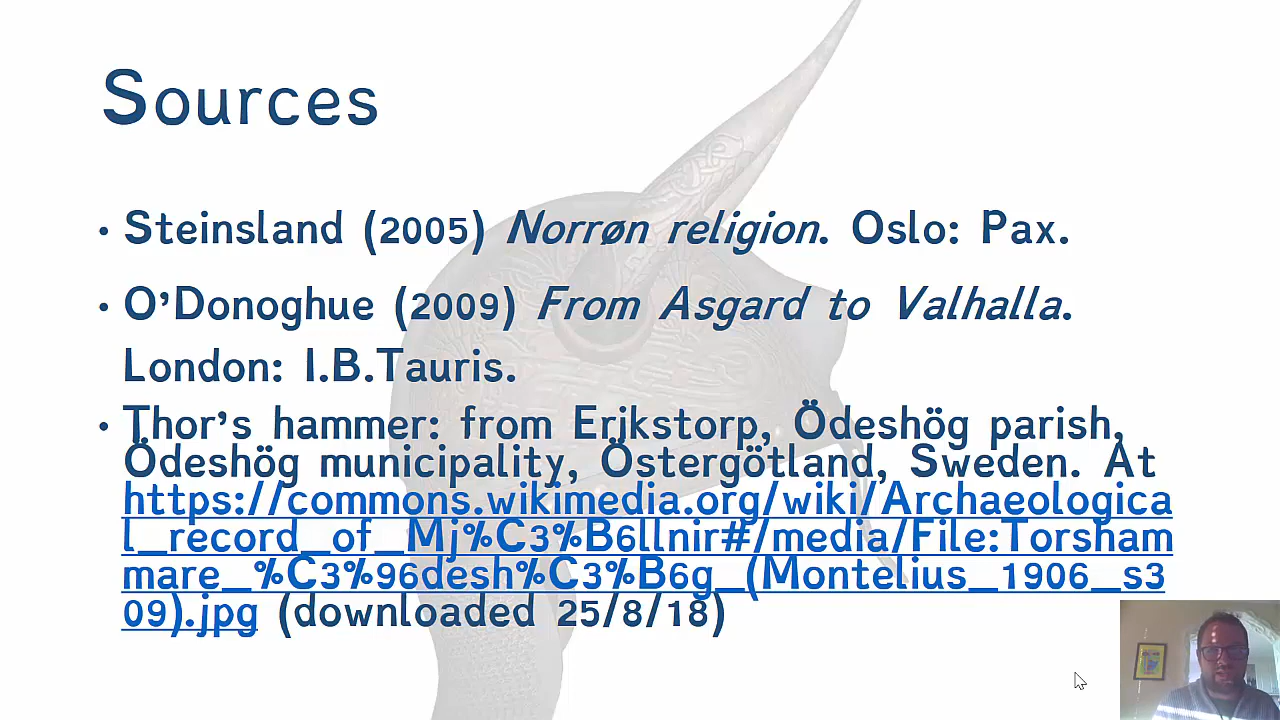 Sources
• Steinsland (2005) Norrøn religion. Oslo: Pax.
• O’Donoghue (2009) From Asgard to Valhalla.
London: I.B.Tauris.
• Thor’s hammer: from Erikstorp, Ödeshög parish,
Ödeshög municipality, Östergötland, Sweden. At
https://commons.wikimedia.org/wiki/Archaeologica
l_record_of_Mj%C3%B6llnir#/media/File:Torsham
mare_%C3%96desh%C3%B6g_(Montelius_1906_s3
09).jpg (downloaded 25/8/18)